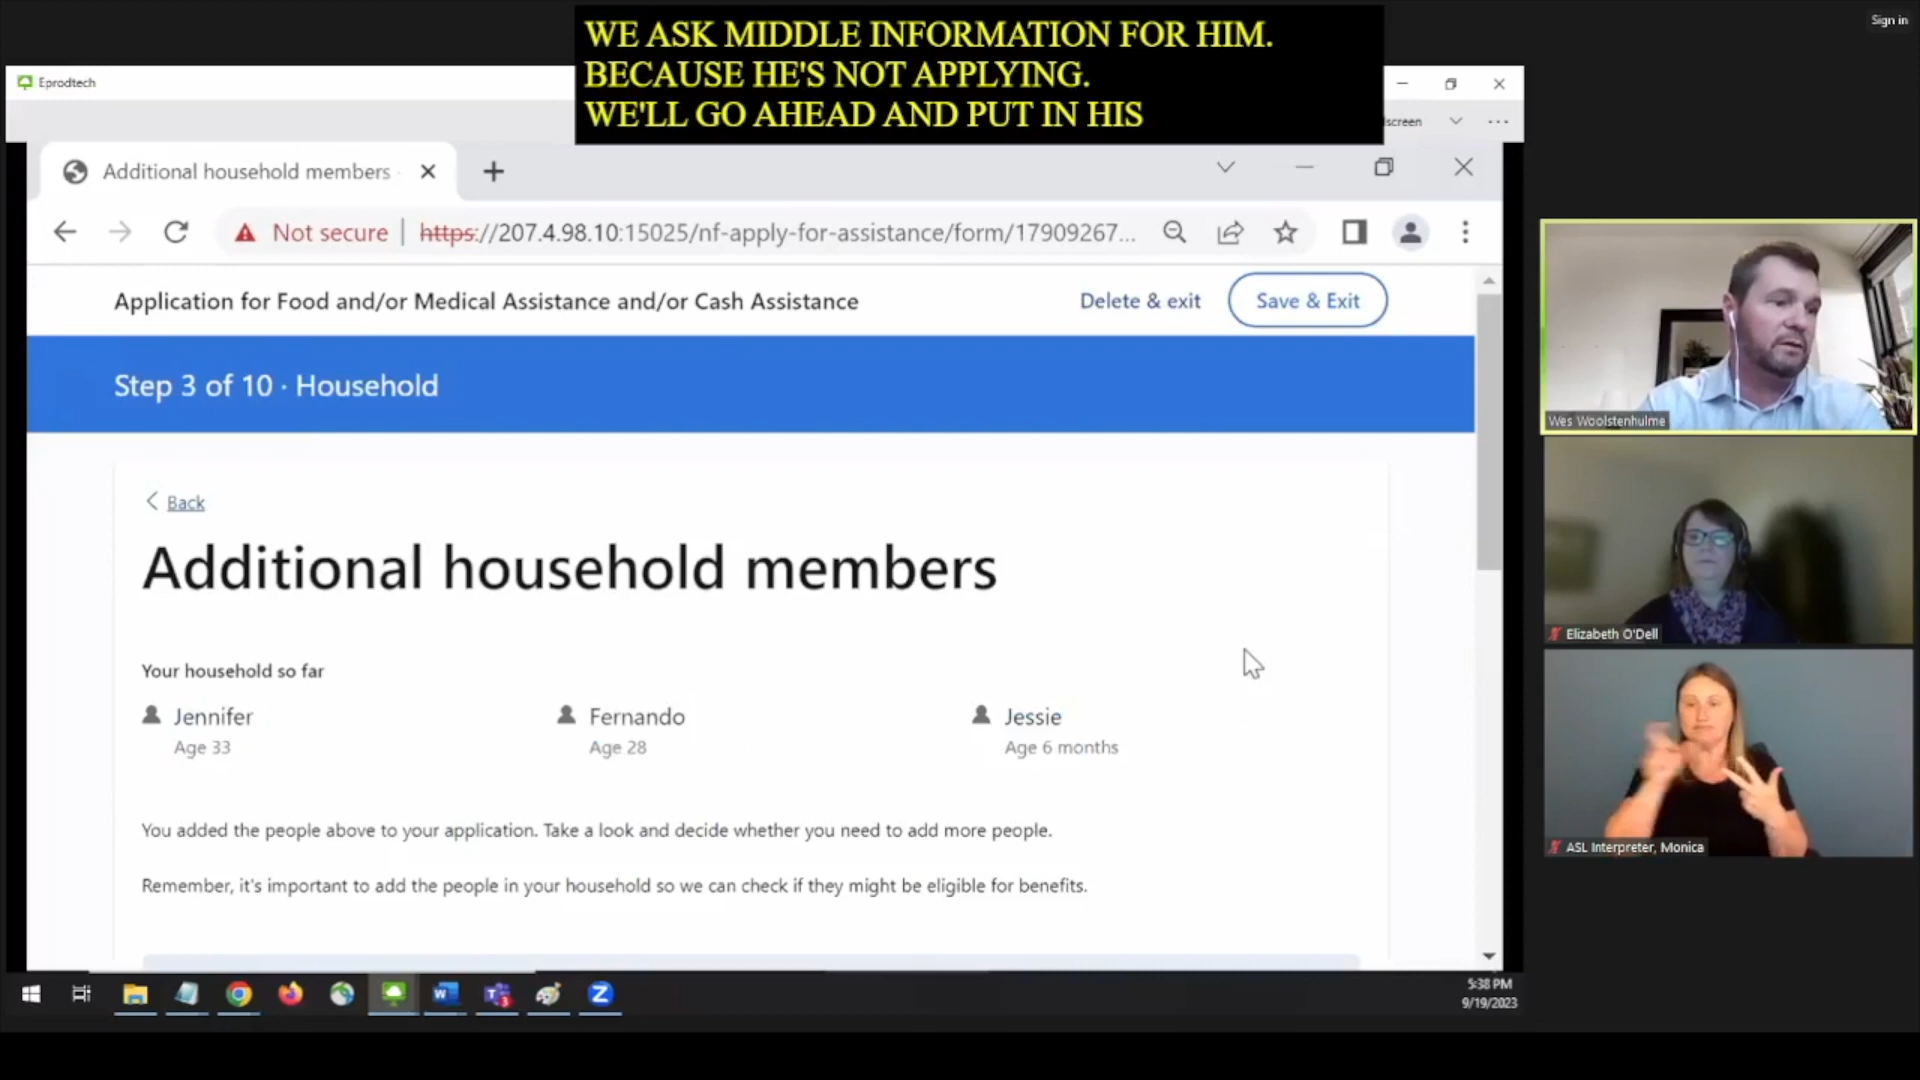 WE ASK MIDDLE INFORMATION FOR HIM.
BECAUSE HE'S NOT APPLYING.
WE'LL GO AHEAD AND PUT IN HIS
Sign in
Eprodtech
screen
Additional household members
Not secure
https://207.4.98.10:15025/nf-apply-for-assistance/form/17909267...
Application for Food and/or Medical Assistance and/or Cash Assistance
Delete & exit
Save & Exit
Step 3 of 10 · Household
Back
Additional household members
Your household so far
Jennifer
Age 33
Fernando
Age 28
Jessie
Age 6 months
You added the people above to your application. Take a look and decide whether you need to add more people.
Remember, it's important to add the people in your household so we can check if they might be eligible for benefits.
Wes Woolstenhulme
Elizabeth O'Dell
ASL Interpreter, Monica
5:38 PM
9/19/2023